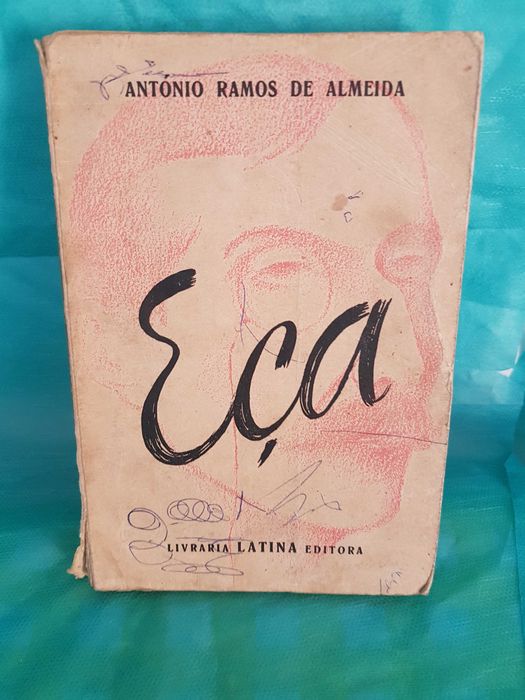 ANTÓNIO RAMOS DE ALMEIDA
Eça
LIVRARIA LATINA EDITORA